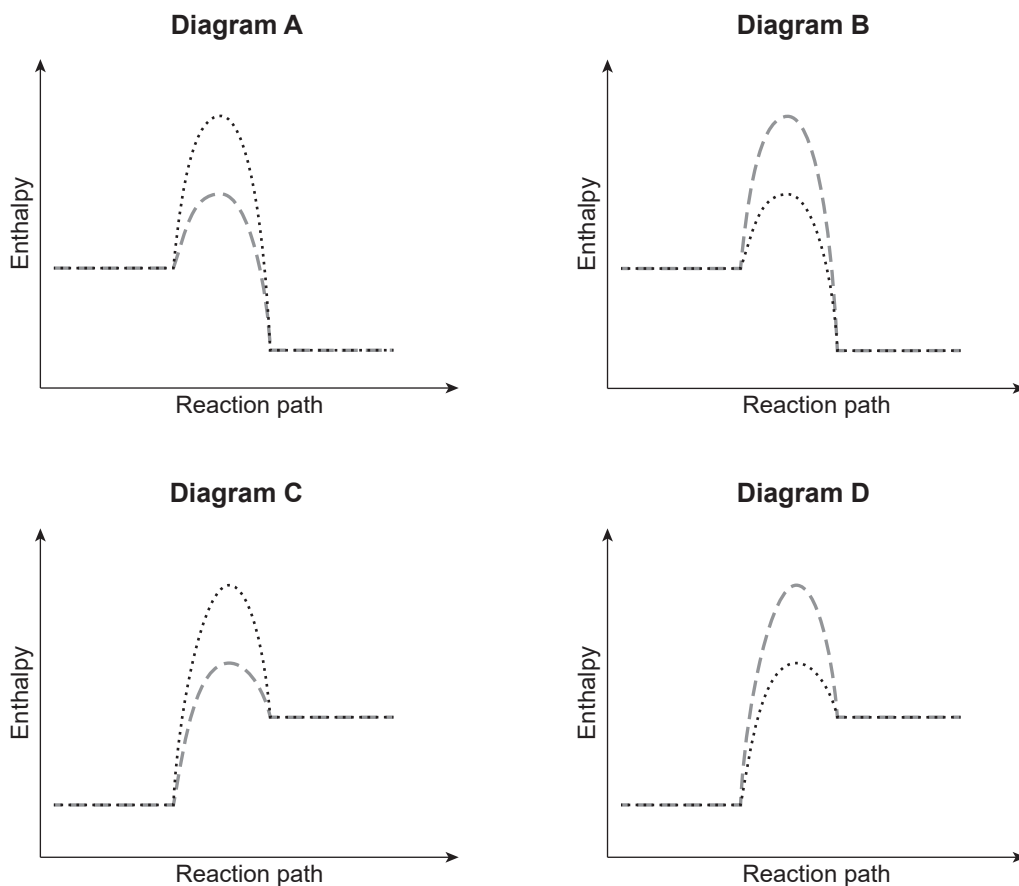 Diagram A
Diagram B
Enthalpy
Reaction path
Enthalpy
Reaction path
Diagram C
Diagram D
Enthalpy
Reaction path
Enthalpy
Reaction path